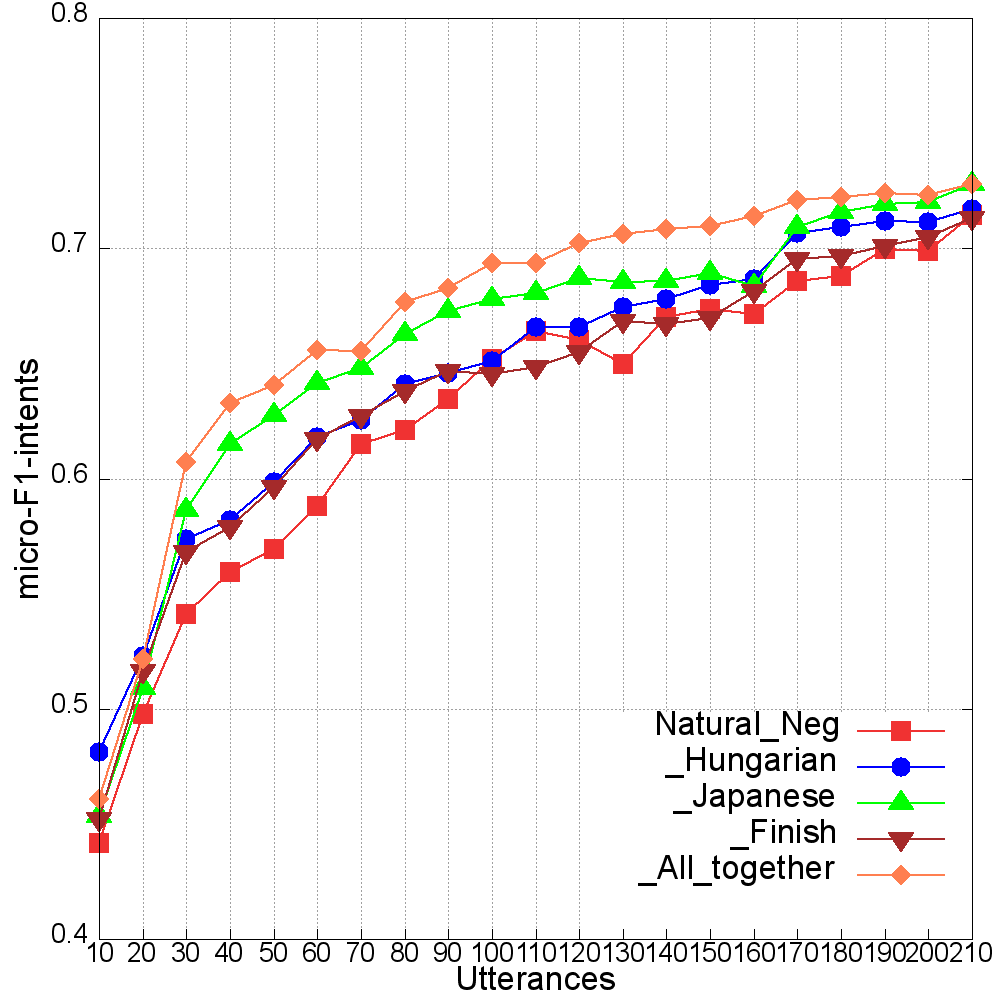 0.8
0.7
0.6
0.5
0.4
micro-F1-intents
Natural_Neg
_Hungarian
_Japanese
_Finish
_All_together
10 20 30 40 50 60 70 80 90 100 110 120 130 140 150 160 170 180 190 200 210
Utterances